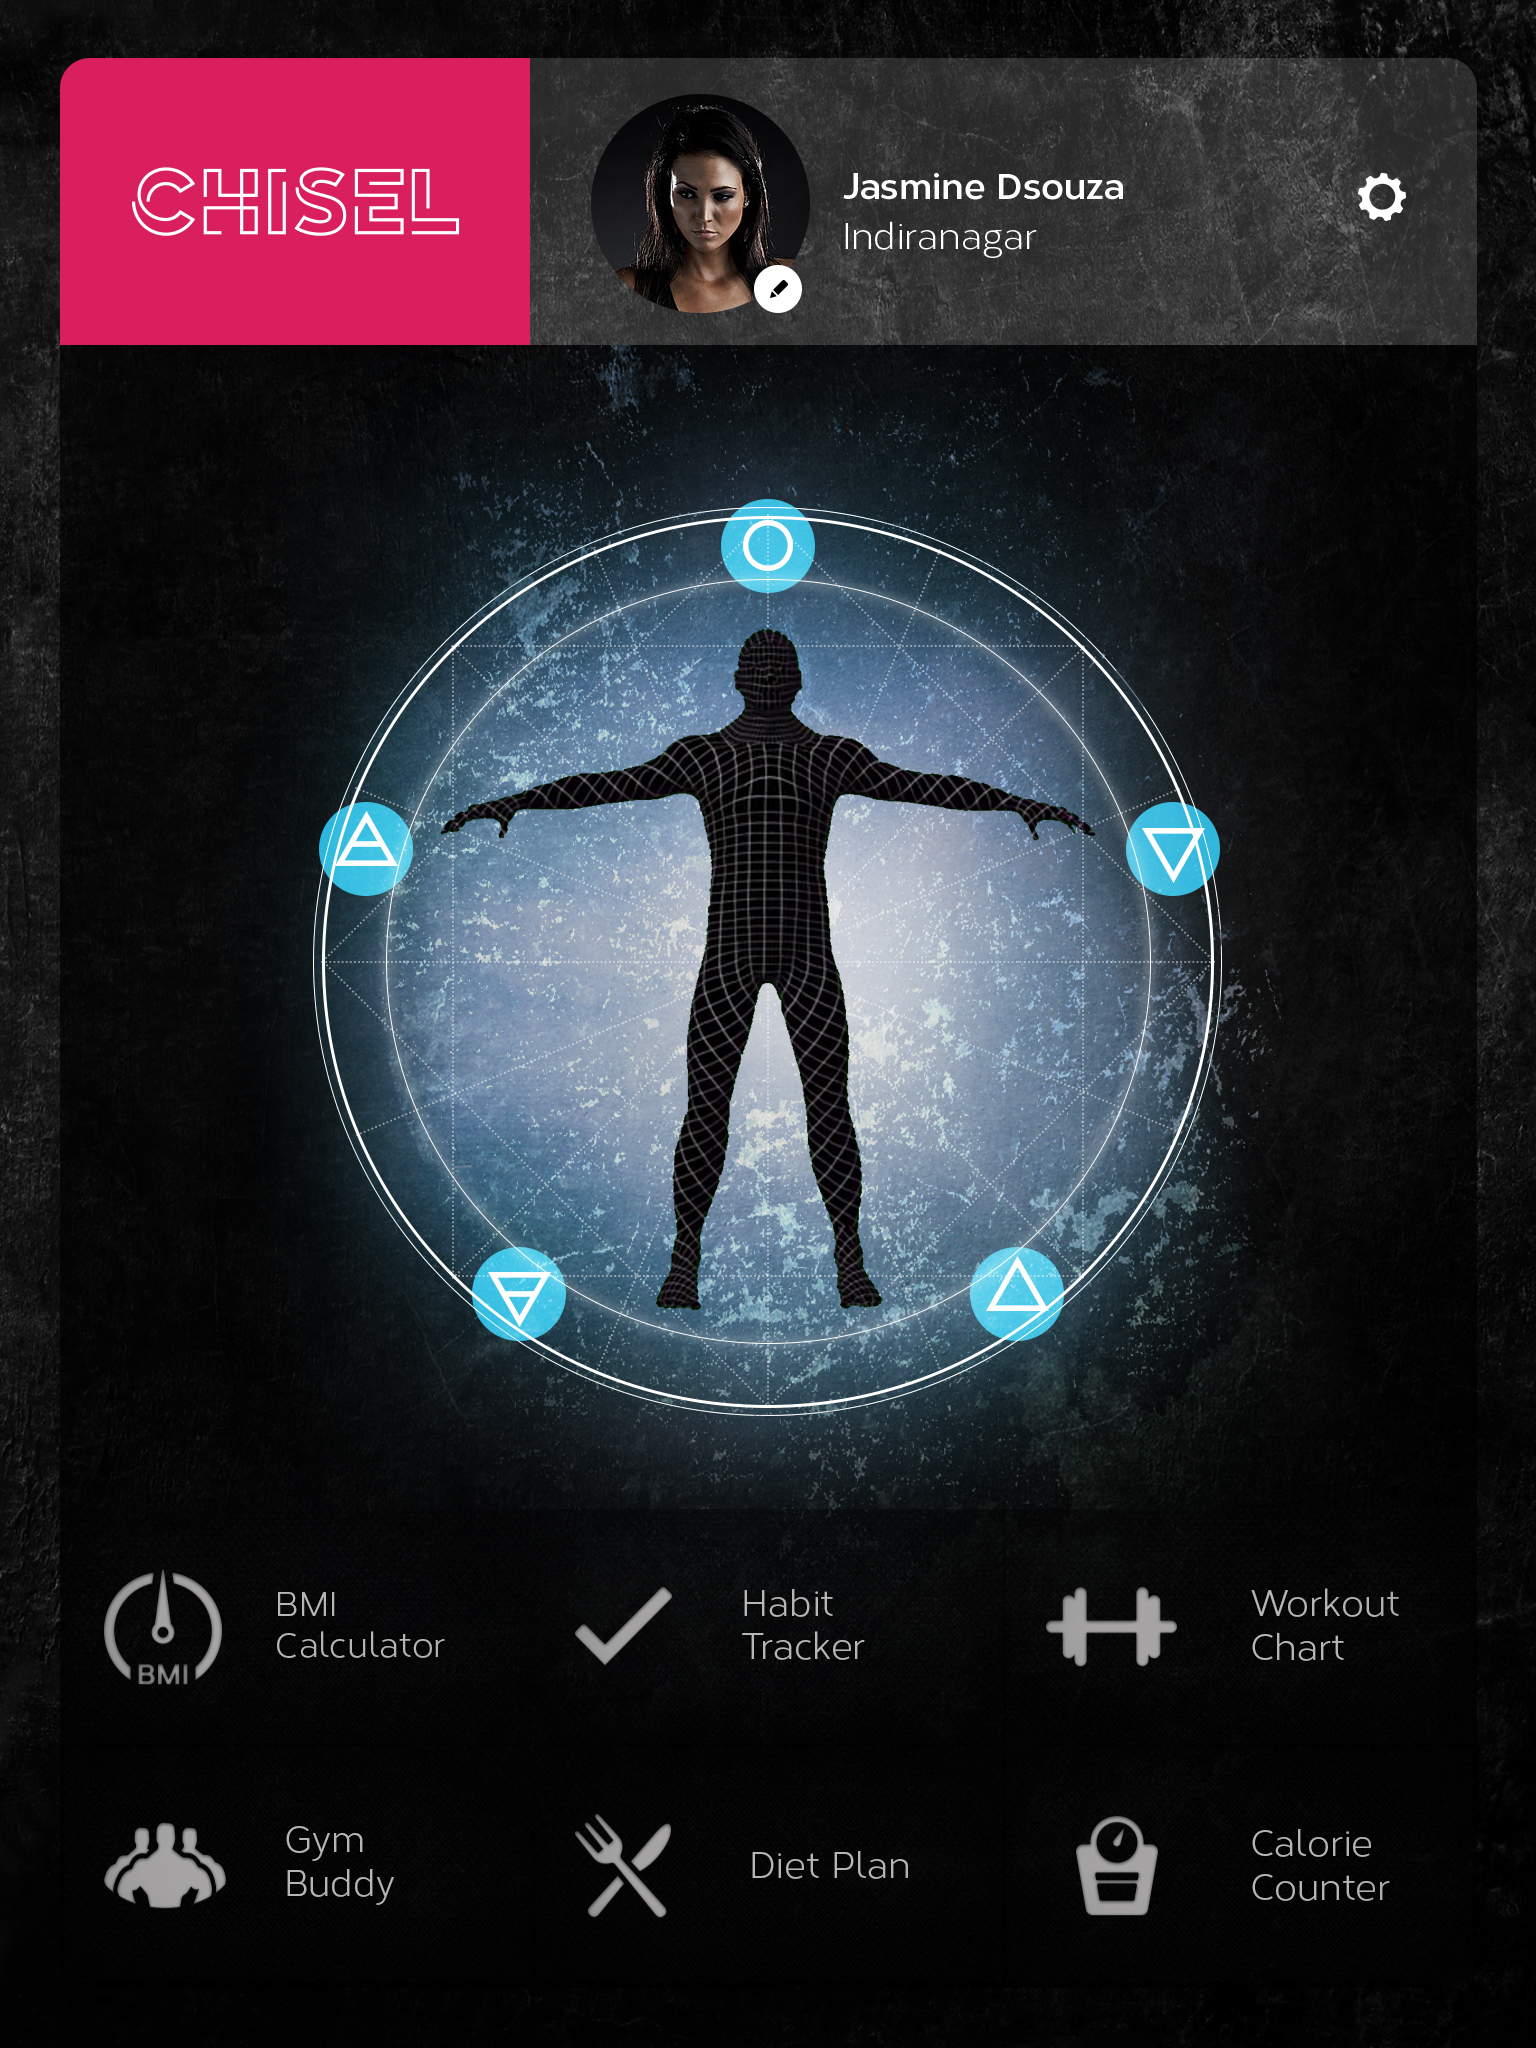 CHISEL
Jasmine Dsouza
Indiranagar
BMI
BMI
Calculator
Habit
Tracker
Workout
Chart
Gym
Buddy
Diet Plan
Calorie
Counter